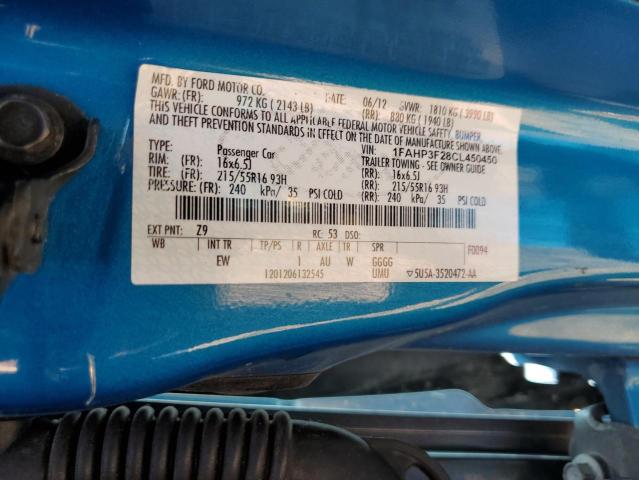 MFD. BY FORD MOTOR CO.
DATE: 06/12 GVWR: 1810 KG ( 3990 LB)
GAWR: (FR): 972 KG ( 2143 LB) (RR): 880 KG ( 1940 LB)
THIS VEHICLE CONFORMS TO ALL APPLICABLE FEDERAL MOTOR VEHICLE SAFETY, BUMPER,
AND THEFT PREVENTION STANDARDS IN EFFECT ON THE DATE OF MANUFACTURE SHOWN ABOVE.
VIN: 1FAHP3F28CL450450
TYPE: Passenger Car TRAILER TOWING - SEE OWNER GUIDE
RIM: (FR) 16x6.5J (RR): 16x6.5J
TIRE: (FR) 215/55R16 93H (RR): 215/55R16 93H
PRESSURE:(FR): 240 kPa/ 35 PSI COLD (RR): 240 kPa/ 35 PSI COLD
EXT PNT: Z9 RC: 53 DSO:
WB INT TR TP/PS R AXLE TR SPR F0094
EW 1 AU W GGGG
1201206132545 UMU ▽5U5A-3520472-AA